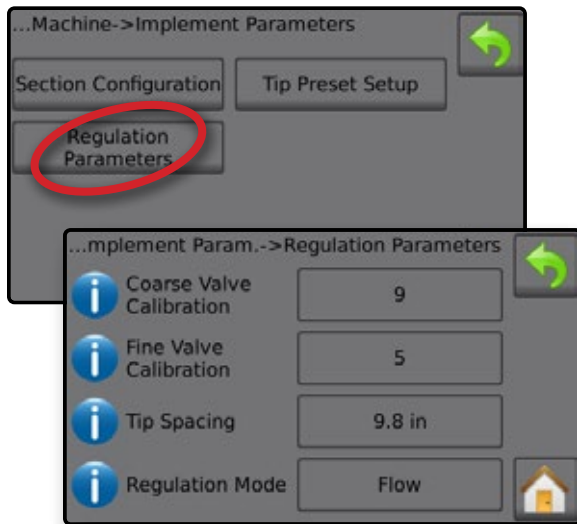 ...Machine->Implement Parameters
Section Configuration
Tip Preset Setup
Regulation
Parameters
...mplement Param.->Regulation Parameters
Coarse Valve
Calibration
9
Fine Valve
Calibration
5
Tip Spacing
9.8 in
Regulation Mode
Flow